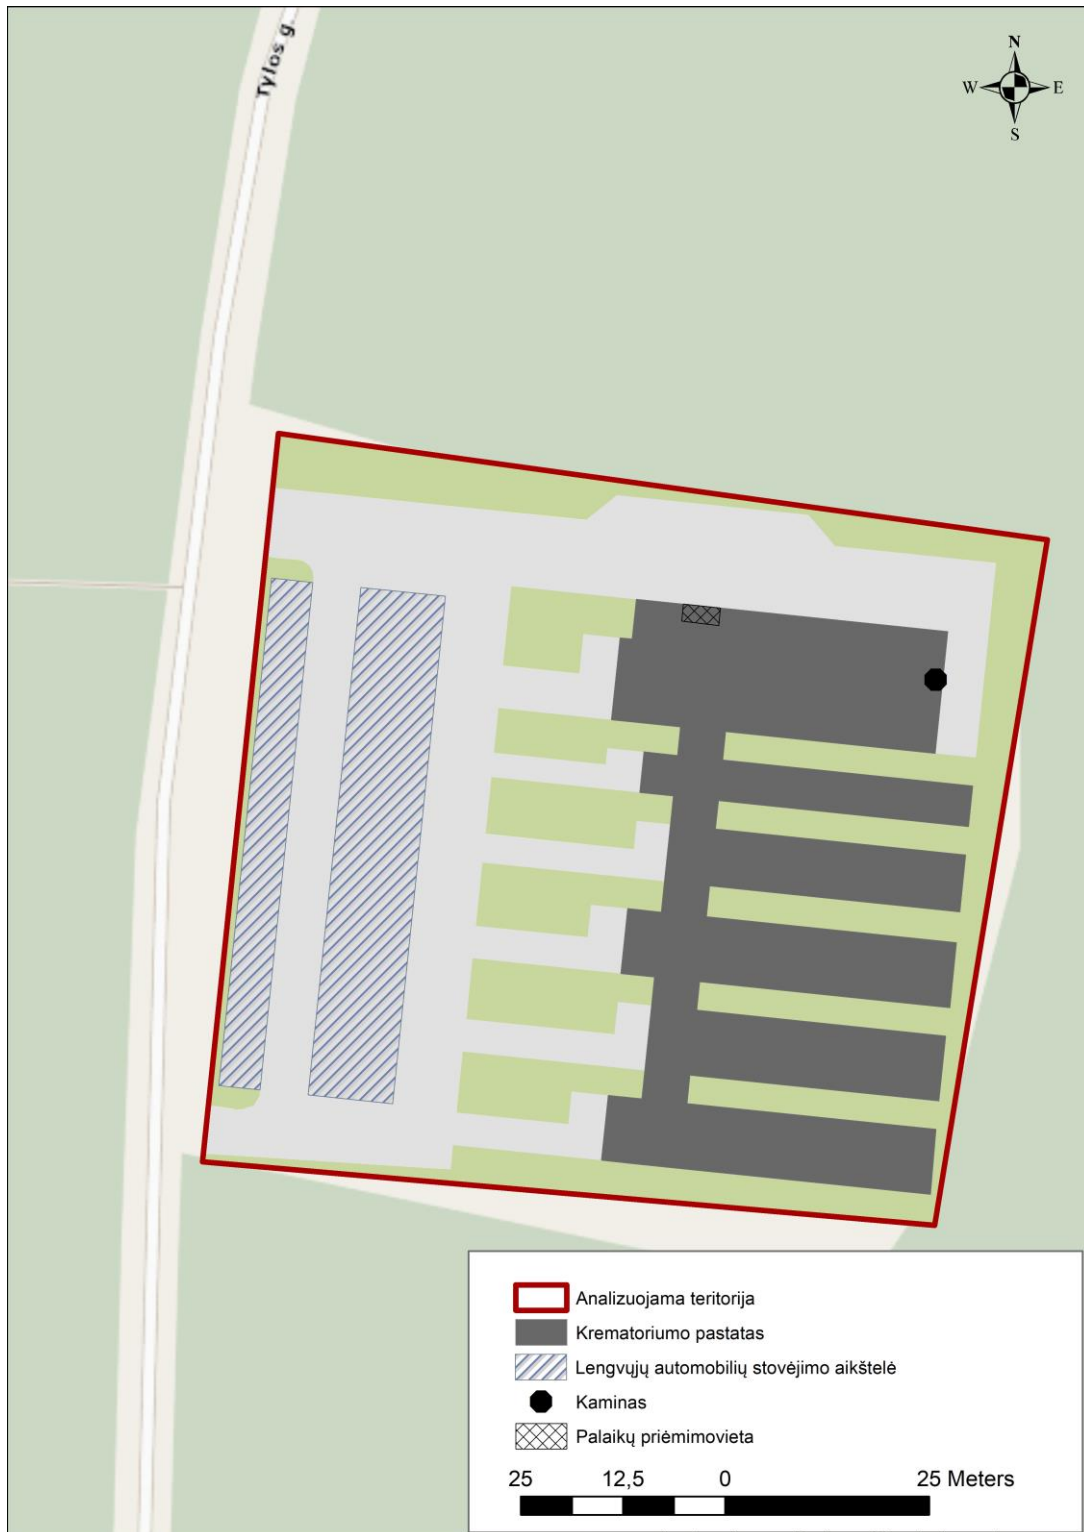 Tylos g.
N
W E
S
Analizuojama teritorija
Krematoriumo pastatas
Lengvųjų automobilių stovėjimo aikštelė
Kaminas
Palaikų priėmimovieta
25 12,5 0 25 Meters